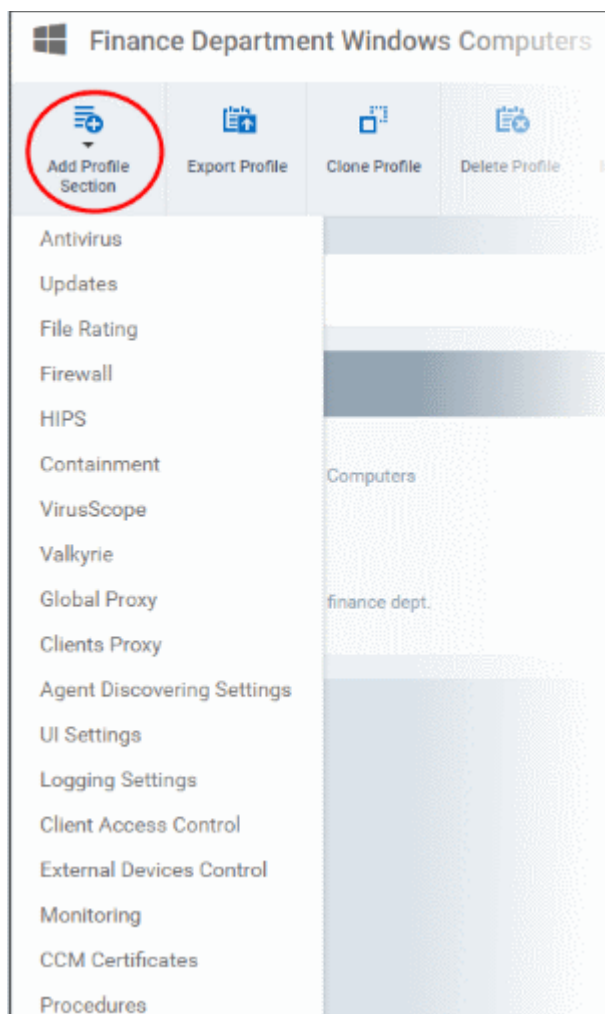 Finance Department Windows Computers
Add Profile
Section
Export Profile
Clone Profile
Delete Profile
Antivirus
Updates
File Rating
Firewall
HIPS
Containment
Computers
VirusScope
Valkyrie
Global Proxy
finance dept.
Clients Proxy
Agent Discovering Settings
UI Settings
Logging Settings
Client Access Control
External Devices Control
Monitoring
CCM Certificates
Procedures